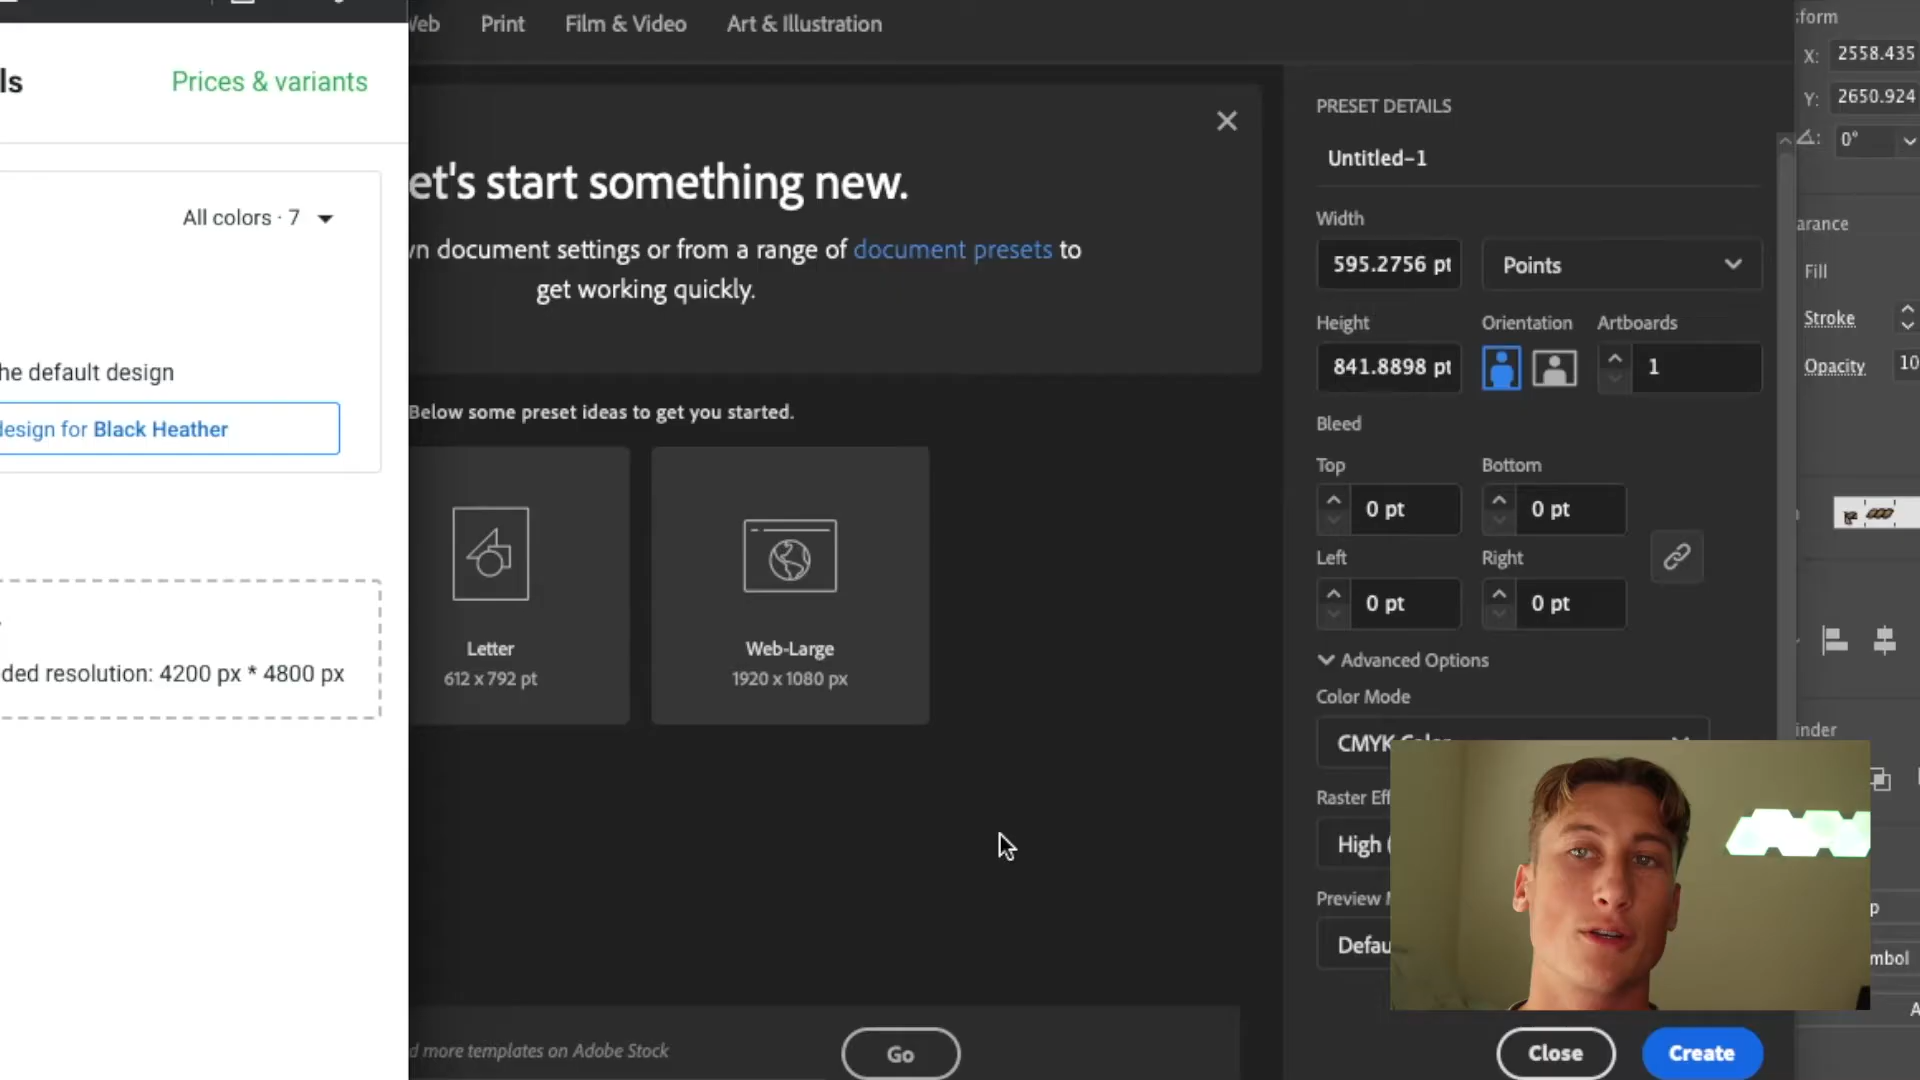 Print
Film & Video
Art & Illustration
Prices & variants
All colors · 7
he default design
design for Black Heather
ded resolution: 4200 px * 4800 px
et's start something new.
document settings or from a range of document presets to
get working quickly.
Below some preset ideas to get you started.
Letter
612 x 792 pt
Web-Large
1920 x 1080 px
more templates on Adobe Stock
Go
PRESET DETAILS
Untitled-1
Width
595.2756 pt
Points
Height
841.8898 pt
Orientation
Artboards
1
Bleed
Top
Bottom
0 pt
0 pt
Left
Right
0 pt
0 pt
Advanced Options
Color Mode
CMYK Color
Raster Eff
High (
Preview
Defau
Close
Create
sform
X: 2558.435
Y: 2650.924
0°
arance
Fill
Stroke
Opacity
10
inder
mbol